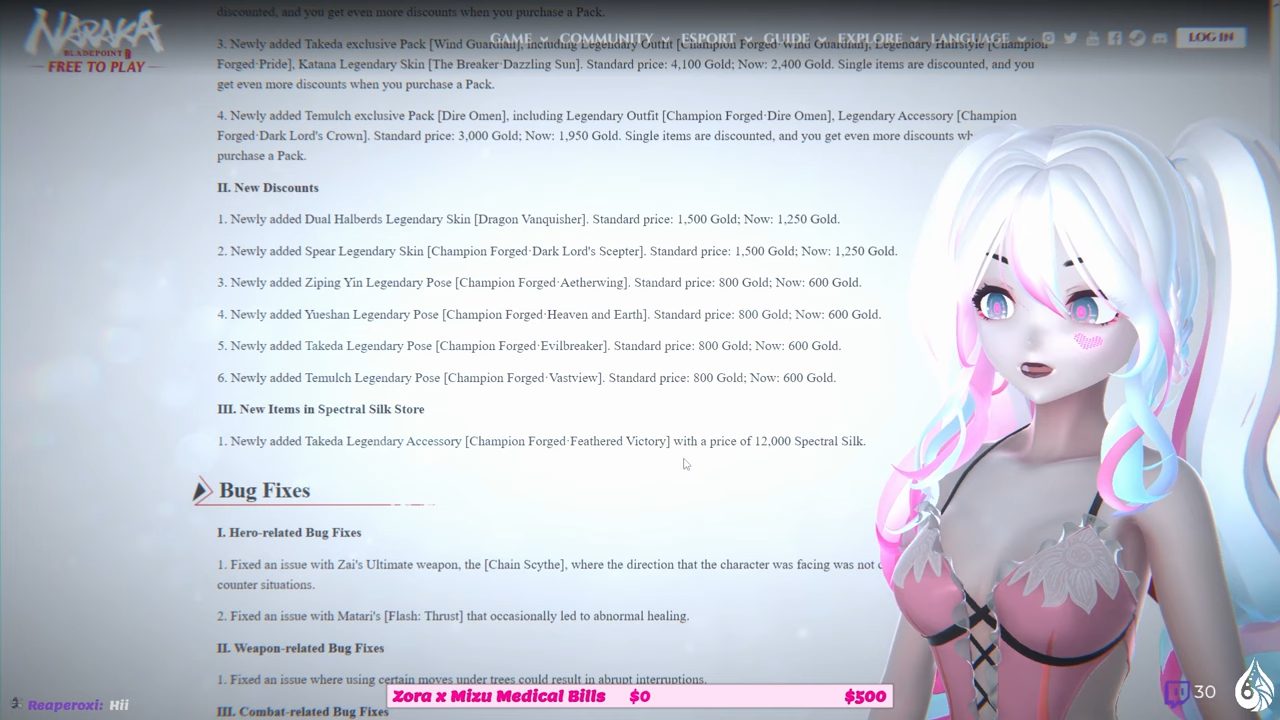 discounted, and you get even more discounts when you purchase a Pack.
NARAKA
BLADEPOINT
FREE TO PLAY
GAME COMMUNITY ESPORT GUIDE EXPLORE LANGUAGE LOG IN
3. Newly added Takeda exclusive Pack [Wind Guardian], including Legendary Outfit [Champion Forged·Wind Guardian], Legendary Hairstyle [Champion
Forged·Pride], Katana Legendary Skin [The Breaker·Dazzling Sun]. Standard price: 4,100 Gold; Now: 2,400 Gold. Single items are discounted, and you
get even more discounts when you purchase a Pack.
4. Newly added Temulch exclusive Pack [Dire Omen], including Legendary Outfit [Champion Forged·Dire Omen], Legendary Accessory [Champion
Forged·Dark Lord's Crown]. Standard price: 3,000 Gold; Now: 1,950 Gold. Single items are discounted, and you get even more discounts wh
purchase a Pack.
II. New Discounts
1. Newly added Dual Halberds Legendary Skin [Dragon Vanquisher]. Standard price: 1,500 Gold; Now: 1,250 Gold.
2. Newly added Spear Legendary Skin [Champion Forged·Dark Lord's Scepter]. Standard price: 1,500 Gold; Now: 1,250 Gold.
3. Newly added Ziping Yin Legendary Pose [Champion Forged·Aetherwing]. Standard price: 800 Gold; Now: 600 Gold.
4. Newly added Yueshan Legendary Pose [Champion Forged·Heaven and Earth]. Standard price: 800 Gold; Now: 600 Gold.
5. Newly added Takeda Legendary Pose [Champion Forged·Evilbreaker]. Standard price: 800 Gold; Now: 600 Gold.
6. Newly added Temulch Legendary Pose [Champion Forged·Vastview]. Standard price: 800 Gold; Now: 600 Gold.
III. New Items in Spectral Silk Store
1. Newly added Takeda Legendary Accessory [Champion Forged·Feathered Victory] with a price of 12,000 Spectral Silk.
Bug Fixes
I. Hero-related Bug Fixes
1. Fixed an issue with Zai's Ultimate weapon, the [Chain Scythe], where the direction that the character was facing was not
counter situations.
2. Fixed an issue with Matari's [Flash: Thrust] that occasionally led to abnormal healing.
II. Weapon-related Bug Fixes
1. Fixed an issue where using certain moves under trees could result in abrupt interruptions.
Zora x Mizu Medical Bills $0 $500
30
Reaperoxi: Hii
III. Combat-related Bug Fixes